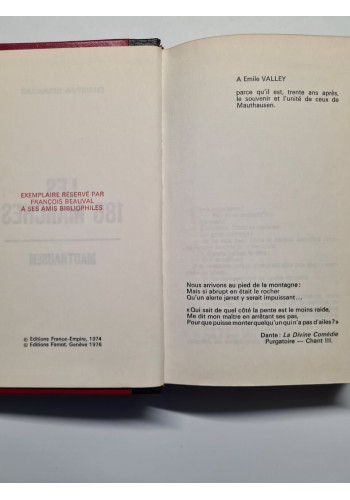 EXEMPLAIRE RÉSERVÉ PAR
FRANÇOIS BEAUVAL
A SES AMIS BIBLIOPHILES
© Editions France-Empire, 1974
© Editions Famot, Genève 1976
A Emile VALLEY
parce qu'il est, trente ans après,
le souvenir et l'unité de ceux de
Mauthausen.
Nous arrivons au pied de la montagne :
Mais si abrupt en était le rocher
Qu'un alerte jarret y serait impuissant...
« Qui sait de quel côté la pente est le moins raide,
Me dit mon maître en arrêtant ses pas,
Pour que puisse monter quelqu'un qui n'a pas d'ailes ? »
Dante : La Divine Comédie
Purgatoire — Chant III.